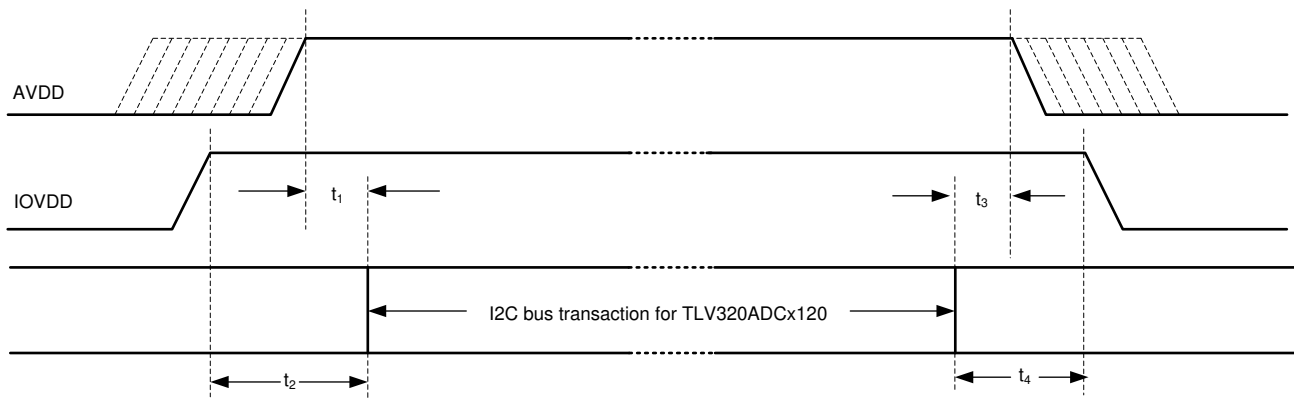 AVDD
IOVDD
t1
t3
I2C bus transaction for TLV320ADCx120
t2
t4